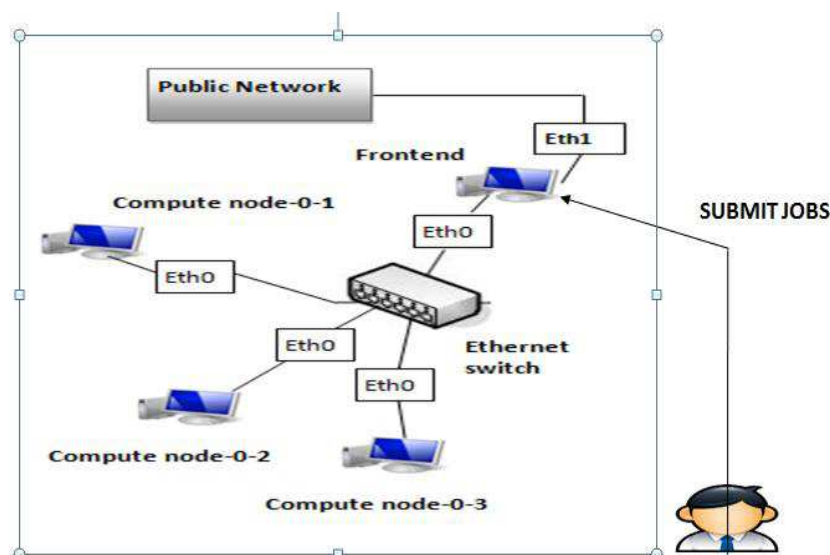 Public Network
Eth1
Frontend
Compute node-0-1
SUBMIT JOBS
Eth0
Eth0
Eth0
Ethernet
switch
Eth0
Compute node-0-2
Compute node-0-3